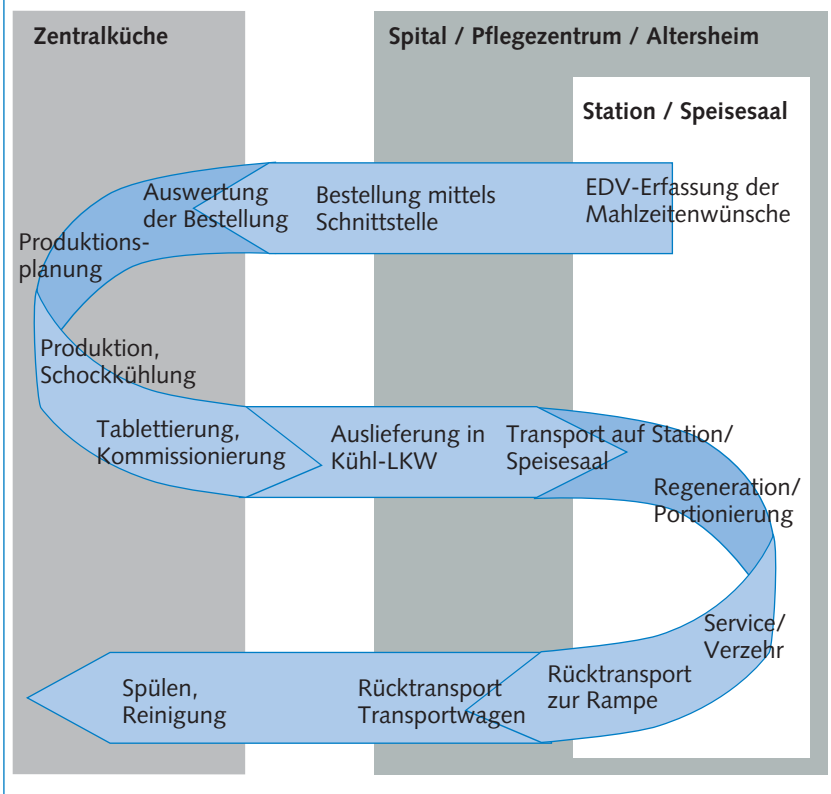 Zentralküche
Spital / Pflegezentrum / Altersheim
Station / Speisesaal
EDV-Erfassung der
Mahlzeitenwünsche
Bestellung mittels
Schnittstelle
Auswertung
der Bestellung
Produktions-
planung
Produktion,
Schockkühlung
Tablettierung,
Kommissionierung
Auslieferung in
Kühl-LKW
Transport auf Station/
Speisesaal
Regeneration/
Portionierung
Service/
Verzehr
Rücktransport
zur Rampe
Rücktransport
Transportwagen
Spülen,
Reinigung